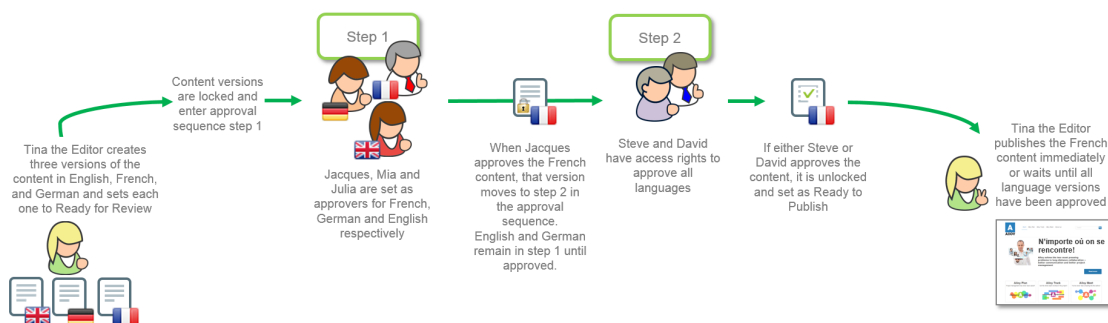 Step 1
Step 2
Content versions
are locked and
enter approval
sequence step 1
Tina the Editor creates
three versions of the
content in English, French,
and German and sets each
one to Ready for Review
Jacques, Mia and
Julia are set as
approvers for French,
German and English
respectively
When Jacques
approves the French
content, that version
moves to step 2 in
the approval
sequence.
English and German
remain in step 1 until
approved.
Steve and David
have access rights to
approve all
languages
If either Steve or
David approves the
content, it is unlocked
and set as Ready to
Publish
Tina the Editor
publishes the French
content immediately
or waits until all
language versions
have been approved
N'importe où on se
rencontre!